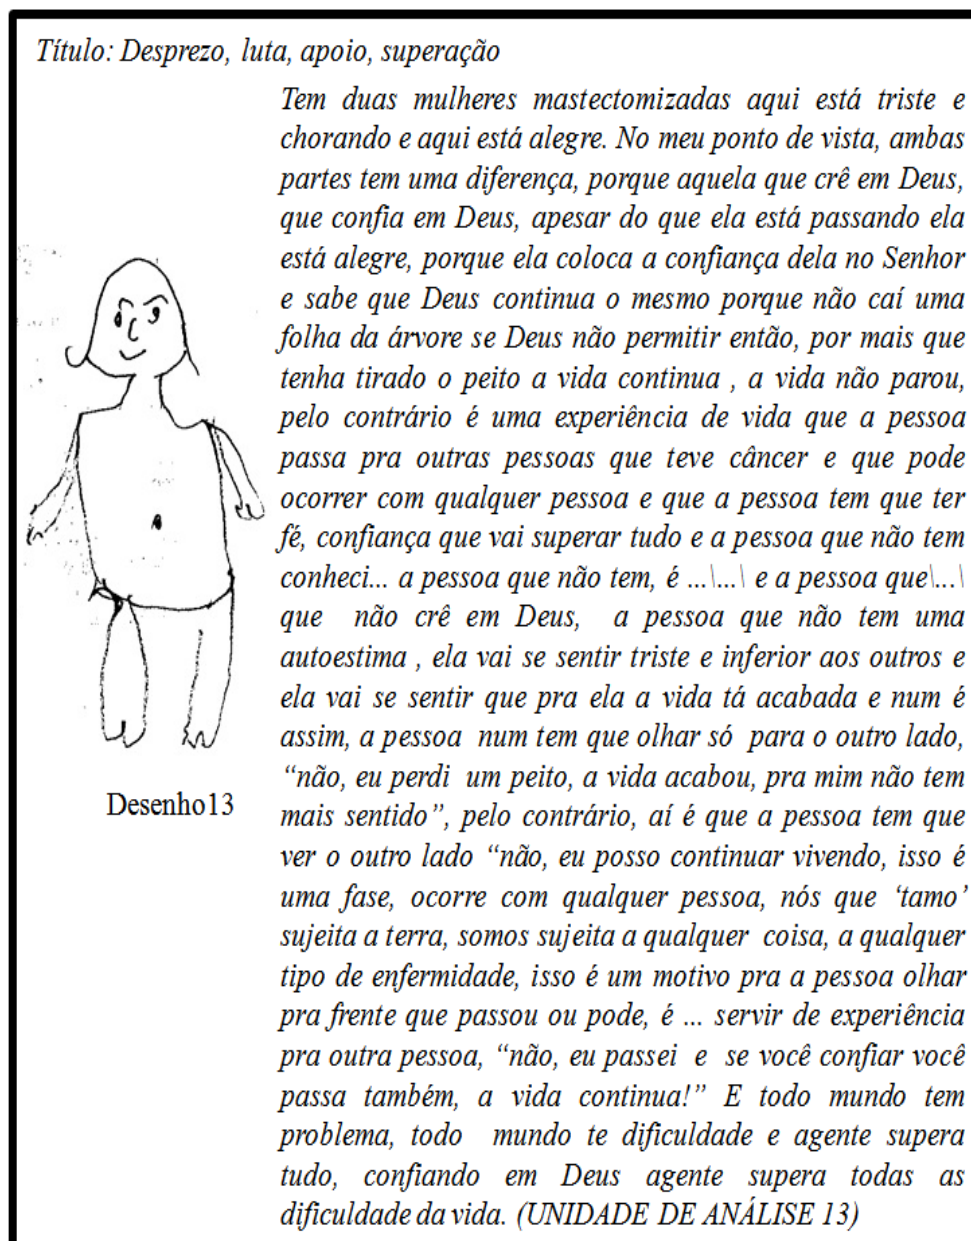 Título: Desprezo, luta, apoio, superação
Tem duas mulheres mastectomizadas aqui está triste e
chorando e aqui está alegre. No meu ponto de vista, ambas
partes tem uma diferença, porque aquela que crê em Deus,
que confia em Deus, apesar do que ela está passando ela
está alegre, porque ela coloca a confiança dela no Senhor
e sabe que Deus continua o mesmo porque não caí uma
folha da árvore se Deus não permitir então, por mais que
tenha tirado o peito a vida continua , a vida não parou,
pelo contrário é uma experiência de vida que a pessoa
passa pra outras pessoas que teve câncer e que pode
ocorrer com qualquer pessoa e que a pessoa tem que ter
fé, confiança que vai superar tudo e a pessoa que não tem
conheci... a pessoa que não tem, é ...\...\ e a pessoa que\...\
que não crê em Deus, a pessoa que não tem uma
autoestima , ela vai se sentir triste e inferior aos outros e
ela vai se sentir que pra ela a vida tá acabada e num é
assim, a pessoa num tem que olhar só para o outro lado,
“não, eu perdi um peito, a vida acabou, pra mim não tem
mais sentido”, pelo contrário, aí é que a pessoa tem que
ver o outro lado “não, eu posso continuar vivendo, isso é
uma fase, ocorre com qualquer pessoa, nós que ‘tamo’
sujeita a terra, somos sujeita a qualquer coisa, a qualquer
tipo de enfermidade, isso é um motivo pra a pessoa olhar
pra frente que passou ou pode, é ... servir de experiência
pra outra pessoa, “não, eu passei e se você confiar você
passa também, a vida continua!” E todo mundo tem
problema, todo mundo te dificuldade e agente supera
tudo, confiando em Deus agente supera todas as
dificuldade da vida. (UNIDADE DE ANÁLISE 13)
Desenho13